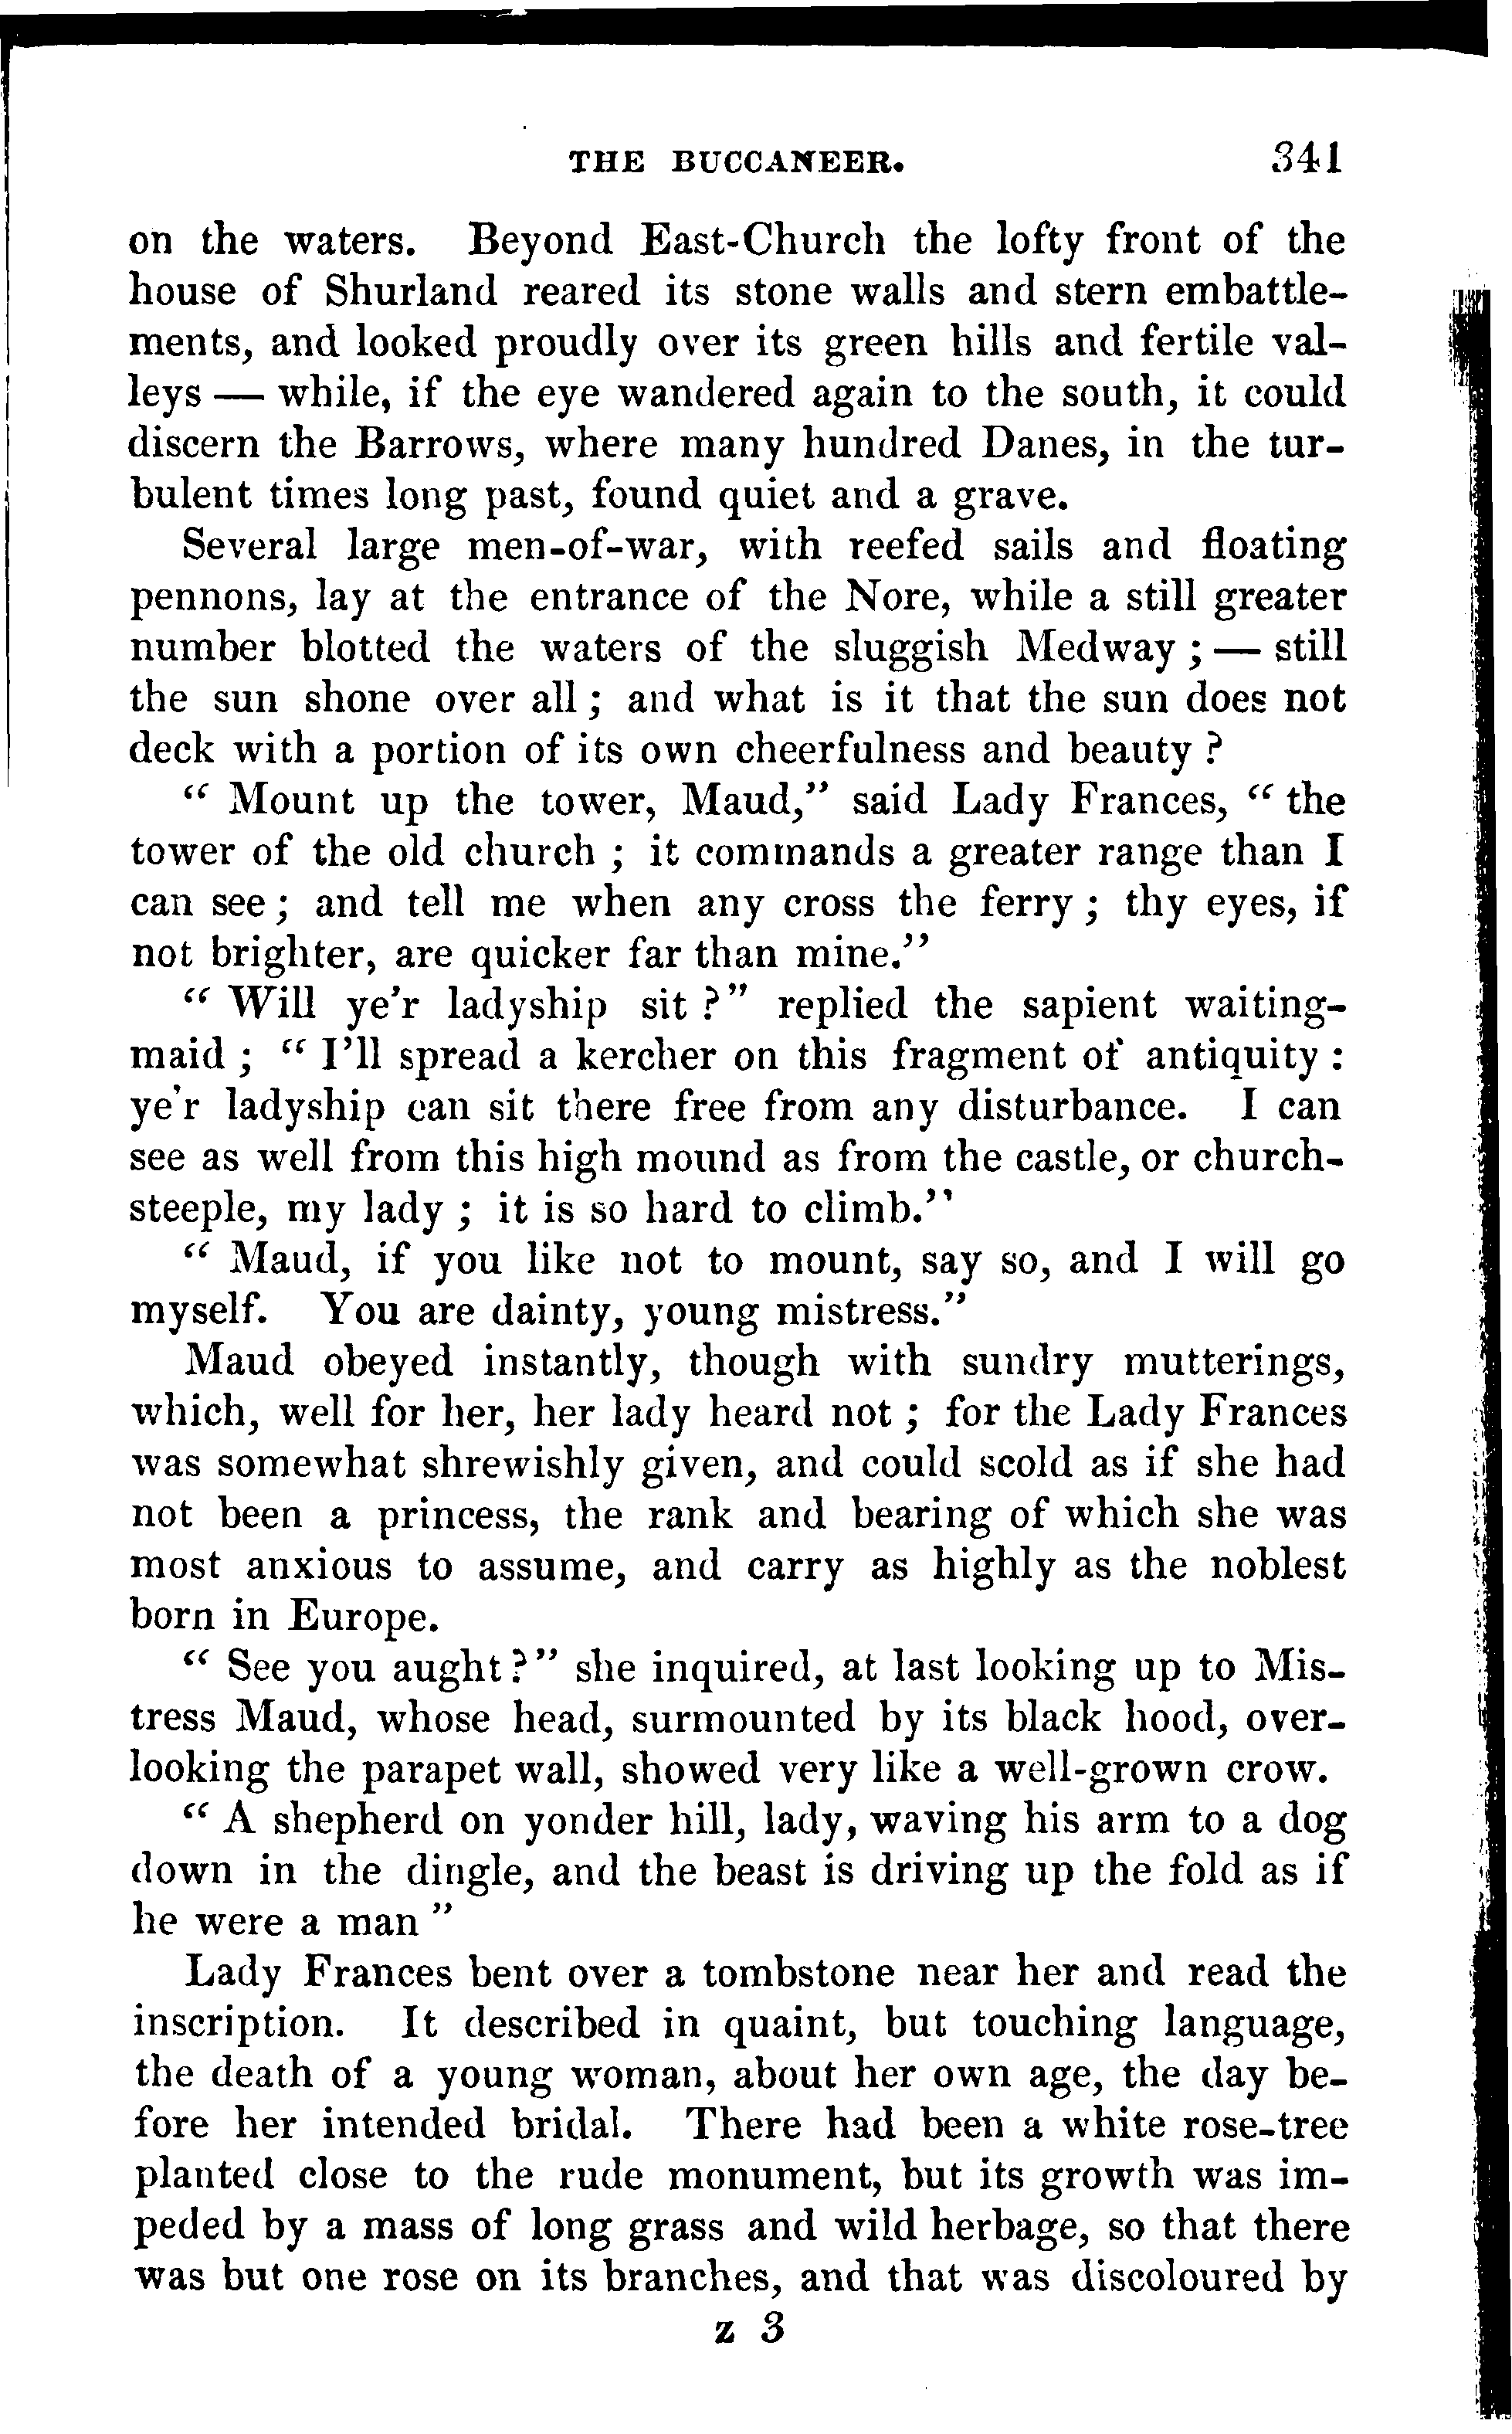 THE BUCCANEER. 341
on the waters. Beyond East-Church the lofty front of the
house of Shurland reared its stone walls and stern embattle-
ments, and looked proudly over its green hills and fertile val-
leys — while, if the eye wandered again to the south, it could
discern the Barrows, where many hundred Danes, in the tur-
bulent times long past, found quiet and a grave.
Several large men-of-war, with reefed sails and floating
pennons, lay at the entrance of the Nore, while a still greater
number blotted the waters of the sluggish Medway ; — still
the sun shone over all ; and what is it that the sun does not
deck with a portion of its own cheerfulness and beauty ?
“ Mount up the tower, Maud,” said Lady Frances, “ the
tower of the old church ; it commands a greater range than I
can see ; and tell me when any cross the ferry ; thy eyes, if
not brighter, are quicker far than mine.”
“ Will ye'r ladyship sit ?” replied the sapient waiting-
maid ; “ I'll spread a kercher on this fragment of antiquity :
ye'r ladyship can sit there free from any disturbance. I can
see as well from this high mound as from the castle, or church-
steeple, my lady ; it is so hard to climb.”
“ Maud, if you like not to mount, say so, and I will go
myself. You are dainty, young mistress.”
Maud obeyed instantly, though with sundry mutterings,
which, well for her, her lady heard not ; for the Lady Frances
was somewhat shrewishly given, and could scold as if she had
not been a princess, the rank and bearing of which she was
most anxious to assume, and carry as highly as the noblest
born in Europe.
“ See you aught ?” she inquired, at last looking up to Mis-
tress Maud, whose head, surmounted by its black hood, over-
looking the parapet wall, showed very like a well-grown crow.
“ A shepherd on yonder hill, lady, waving his arm to a dog
down in the dingle, and the beast is driving up the fold as if
he were a man ”
Lady Frances bent over a tombstone near her and read the
inscription. It described in quaint, but touching language,
the death of a young woman, about her own age, the day be-
fore her intended bridal. There had been a white rose-tree
planted close to the rude monument, but its growth was im-
peded by a mass of long grass and wild herbage, so that there
was but one rose on its branches, and that was discoloured by
z 3